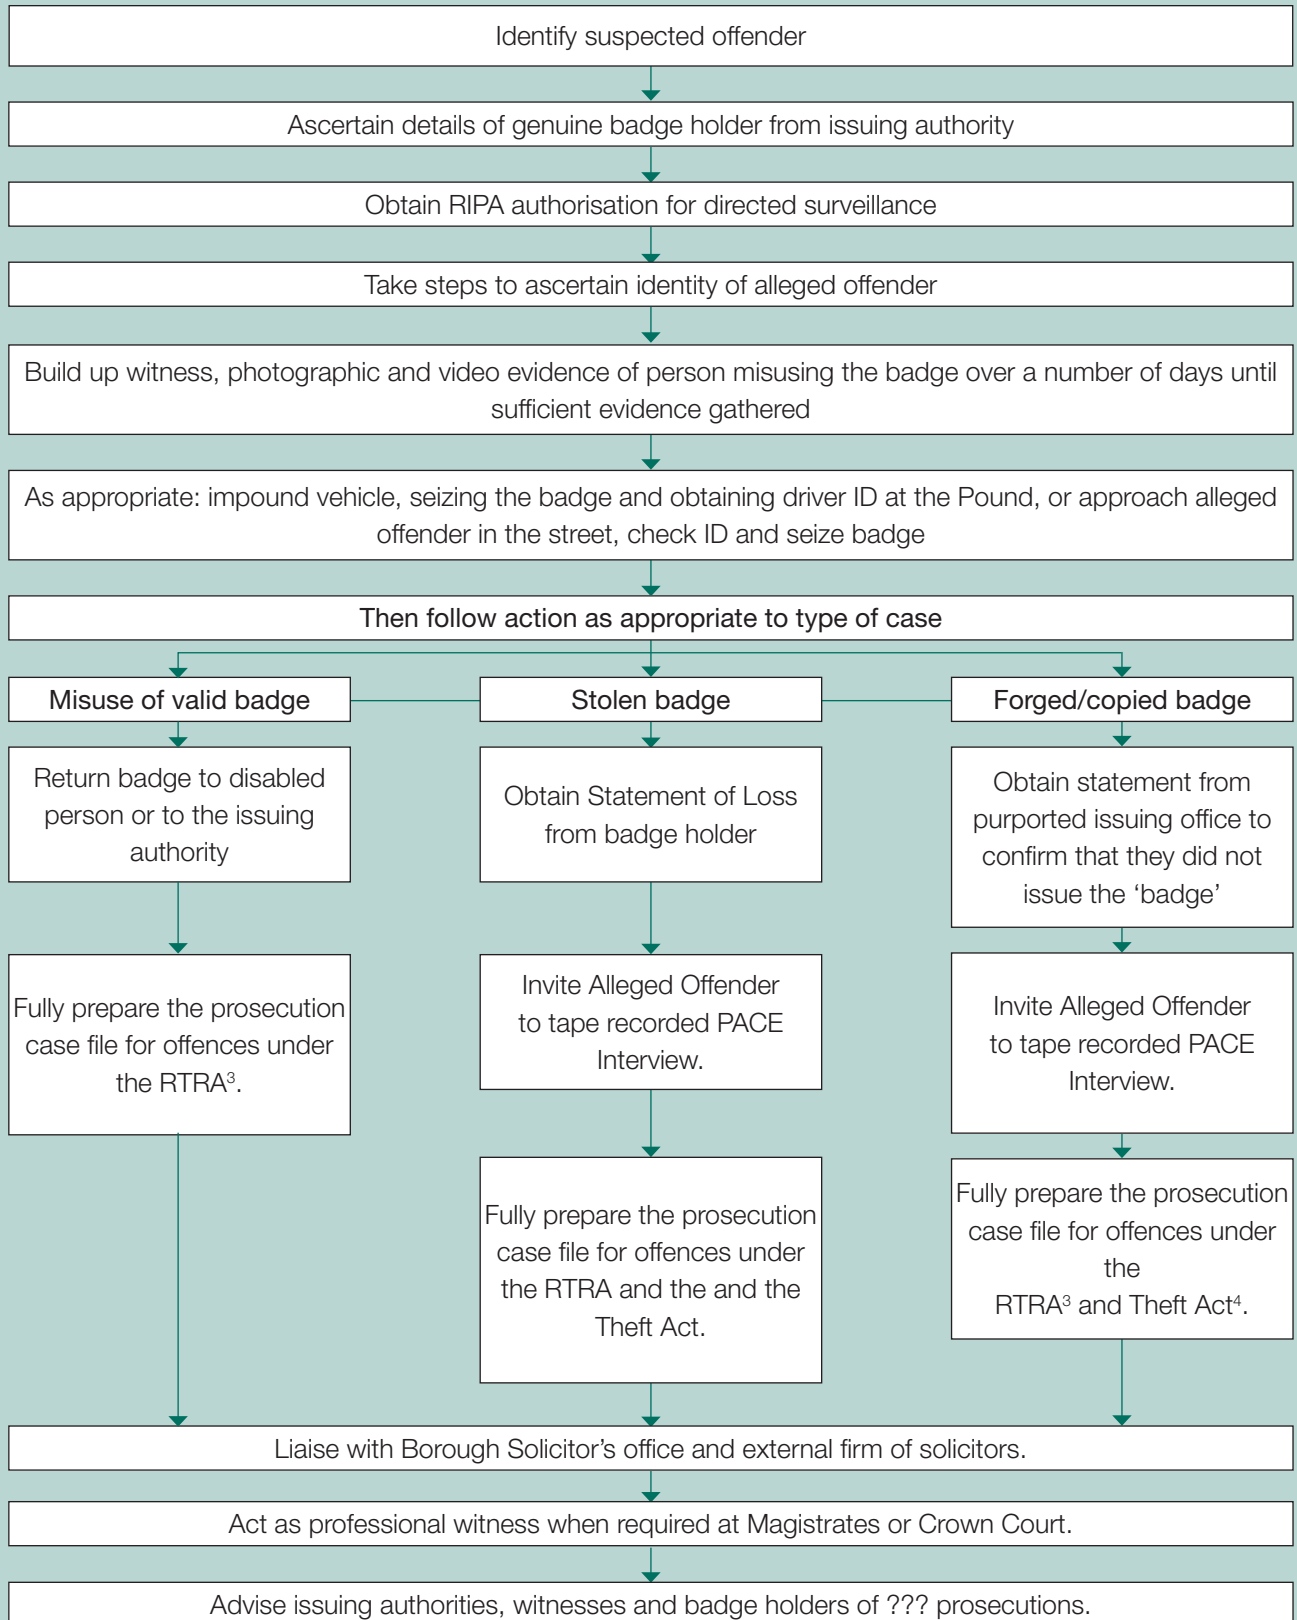 Identify suspected offender
Ascertain details of genuine badge holder from issuing authority
Obtain RIPA authorisation for directed surveillance
Take steps to ascertain identity of alleged offender
Build up witness, photographic and video evidence of person misusing the badge over a number of days until
sufficient evidence gathered
As appropriate: impound vehicle, seizing the badge and obtaining driver ID at the Pound, or approach alleged
offender in the street, check ID and seize badge
Then follow action as appropriate to type of case
Misuse of valid badge
Return badge to disabled
person or to the issuing
authority
Fully prepare the prosecution
case file for offences under
the RTRA³.
Stolen badge
Obtain Statement of Loss
from badge holder
Invite Alleged Offender
to tape recorded PACE
Interview.
Fully prepare the prosecution
case file for offences under
the RTRA and the and the
Theft Act.
Forged/copied badge
Obtain statement from
purported issuing office to
confirm that they did not
issue the ‘badge’
Invite Alleged Offender
to tape recorded PACE
Interview.
Fully prepare the prosecution
case file for offences under
the
RTRA³ and Theft Act⁴.
Liaise with Borough Solicitor’s office and external firm of solicitors.
Act as professional witness when required at Magistrates or Crown Court.
Advise issuing authorities, witnesses and badge holders of ??? prosecutions.